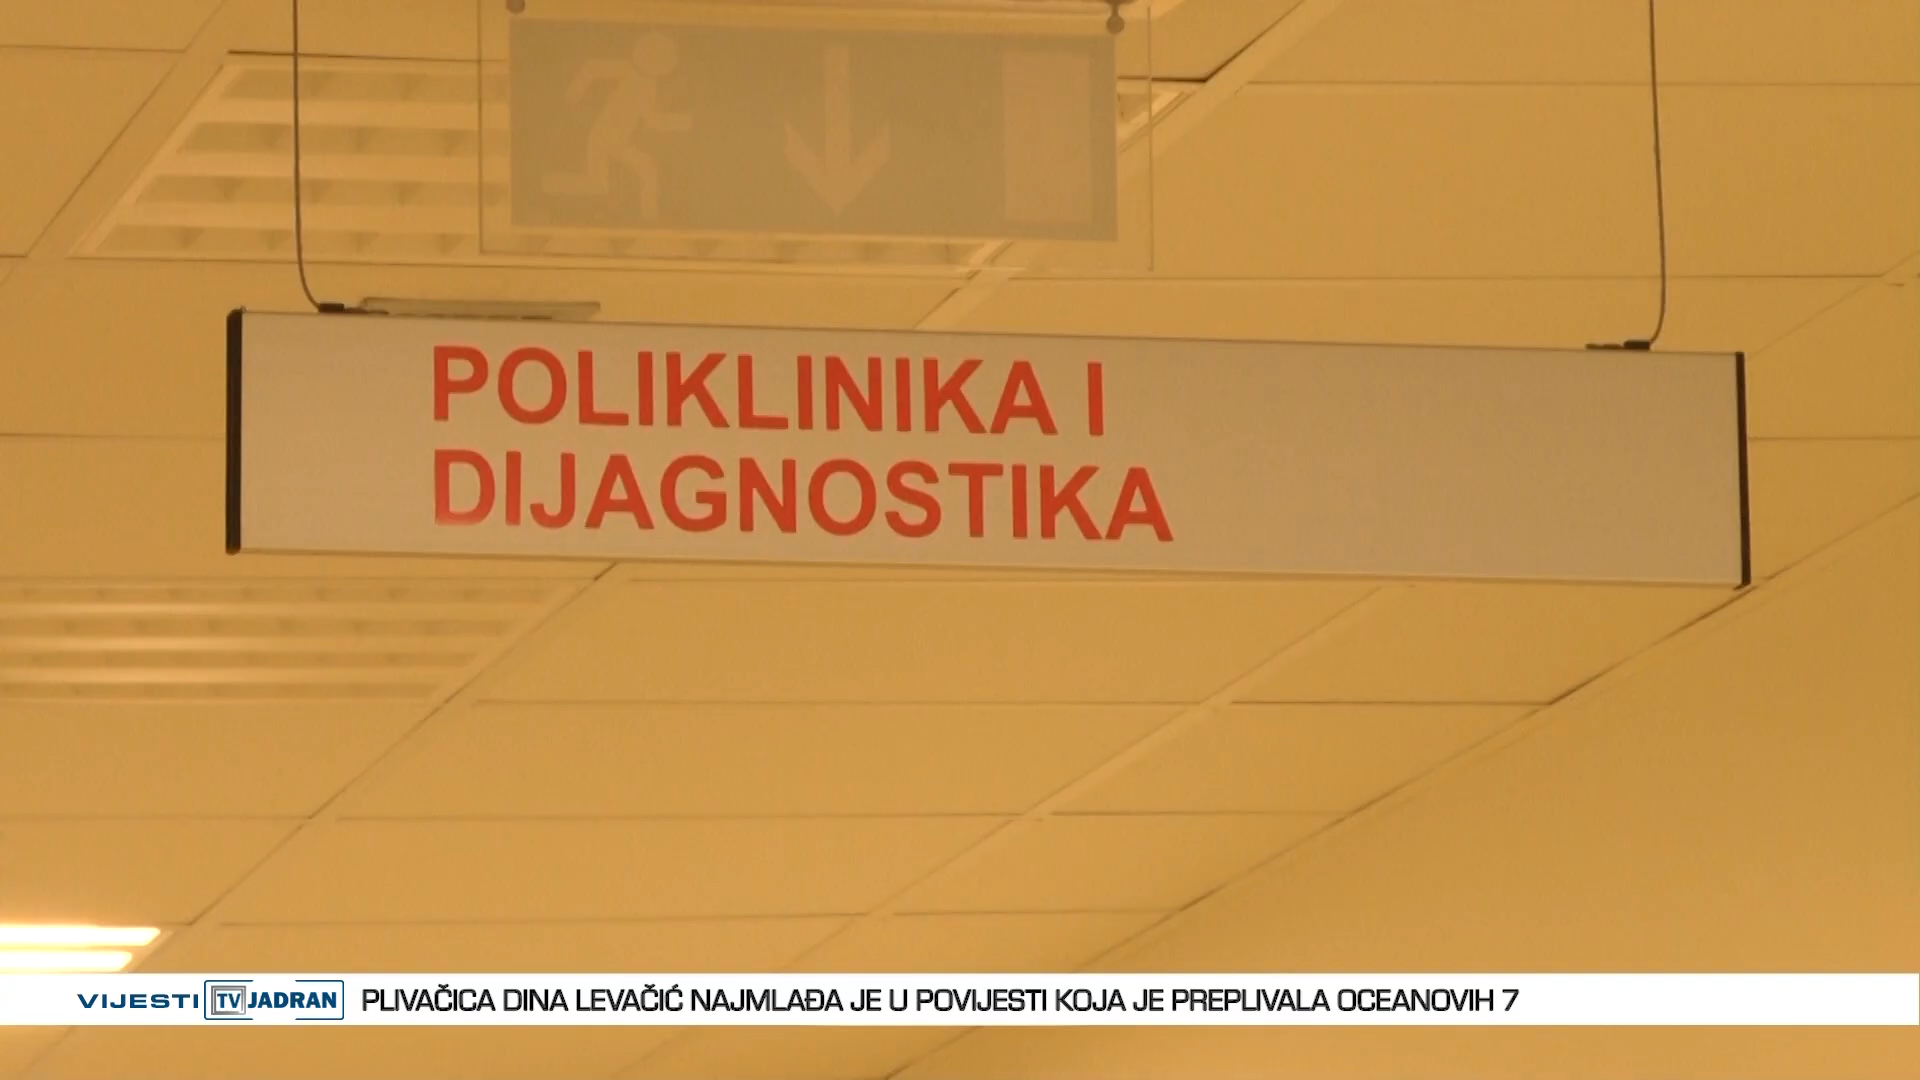 POLIKLINIKA I
DIJAGNOSTIKA
VIJESTI TV JADRAN PLIVAČICA DINA LEVAČIĆ NAJMLAĐA JE U POVIJESTI KOJA JE PREPLIVALA OCEANOVIH 7